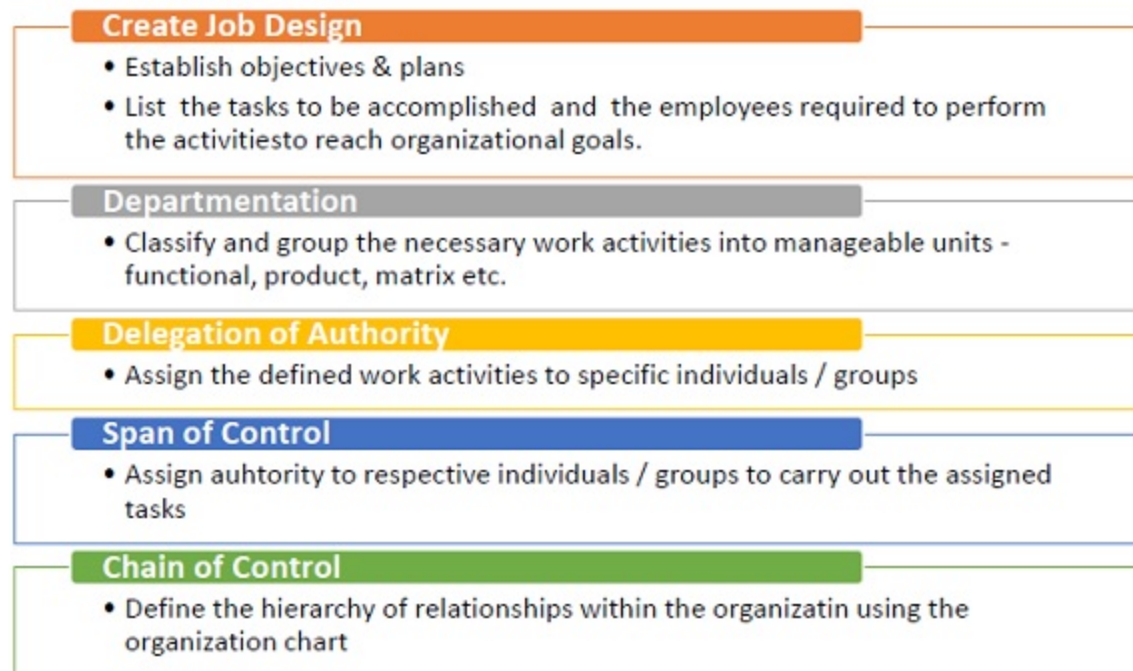 Create Job Design
• Establish objectives & plans
• List the tasks to be accomplished and the employees required to perform
the activitiesto reach organizational goals.
Departmentation
• Classify and group the necessary work activities into manageable units -
functional, product, matrix etc.
Delegation of Authority
• Assign the defined work activities to specific individuals / groups
Span of Control
• Assign auhtority to respective individuals / groups to carry out the assigned
tasks
Chain of Control
• Define the hierarchy of relationships within the organizatin using the
organization chart